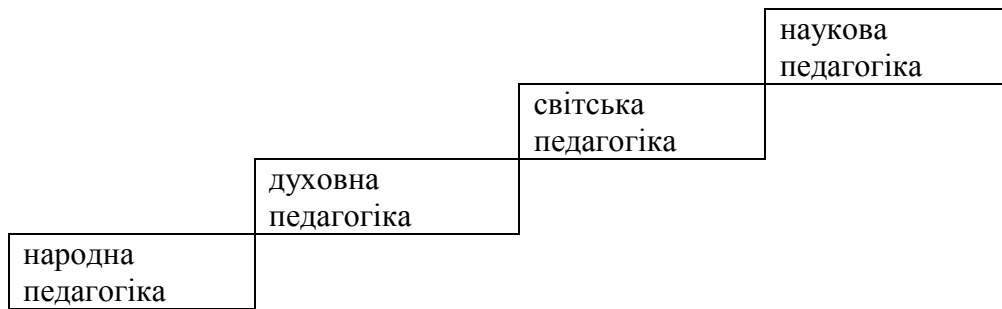 наукова
педагогіка
світська
педагогіка
духовна
педагогіка
народна
педагогіка